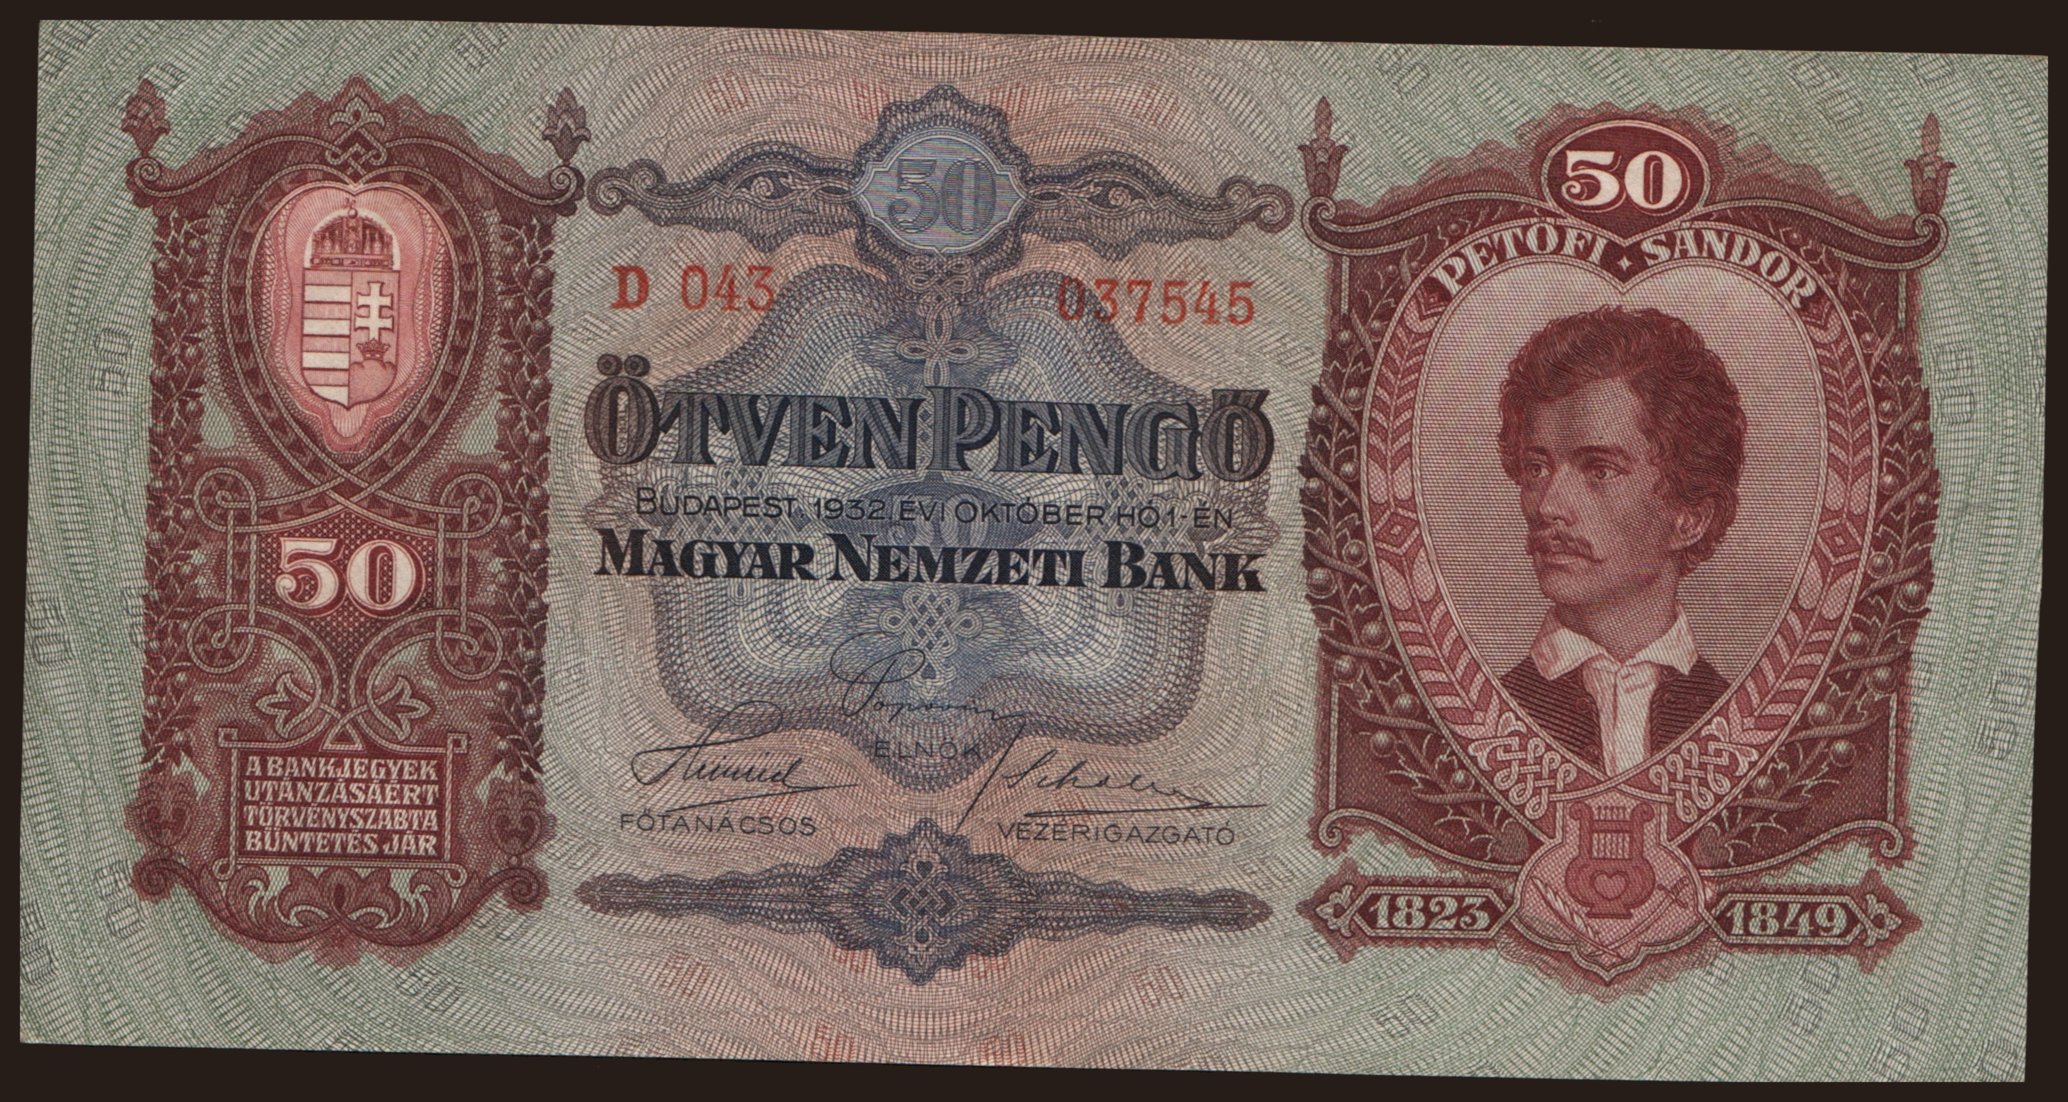 50
50
PETŐFI · SÁNDOR
D 043 037545
ÖTVEN PENGŐ
BUDAPEST, 1932. ÉVI OKTÓBER HÓ 1-ÉN
MAGYAR NEMZETI BANK
50
ELNÖK
FŐTANÁCSOS
VEZÉRIGAZGATÓ
A BANKJEGYEK
UTÁNZÁSÁÉRT
TÖRVÉNYSZABTA
BÜNTETÉS JÁR
1823
1849